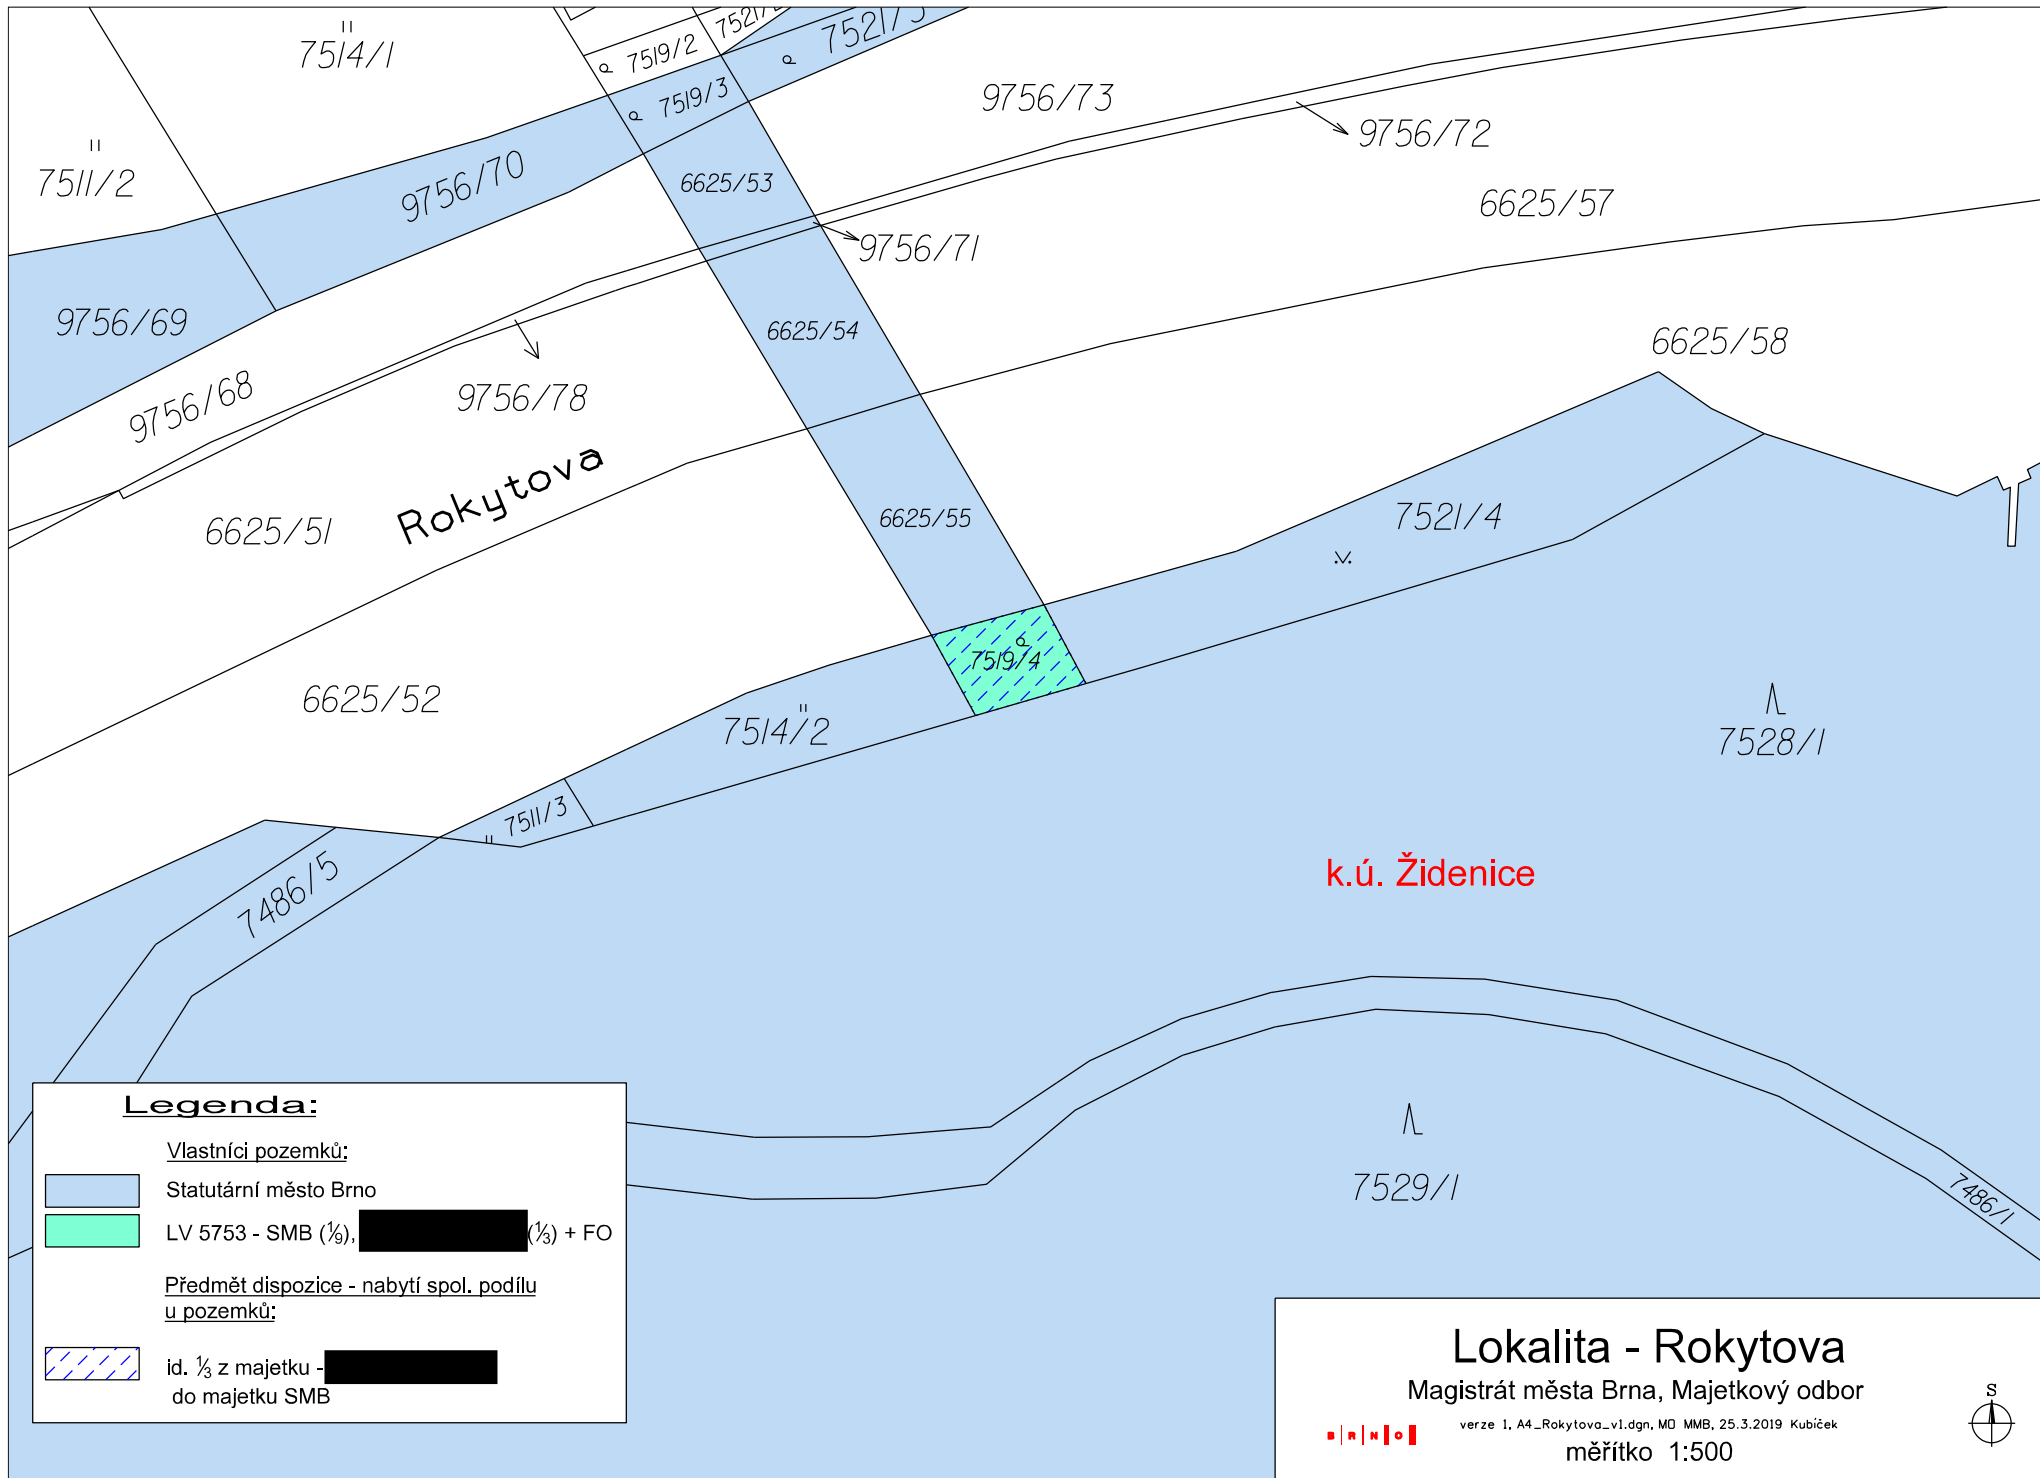 7514/1
7519/2
7521/3
7519/3
9756/73
9756/72
7511/2
9756/70
6625/53
6625/57
9756/71
9756/69
6625/54
6625/58
9756/68
9756/78
Rokytova
6625/51
6625/55
7521/4
7519/4
6625/52
7514/2
7528/1
7511/3
7486/5
k.ú. Židenice
7529/1
7486/1
Legenda:
Vlastníci pozemků:
Statutární město Brno
LV 5753 - SMB (⅑), (⅓) + FO
Předmět dispozice - nabytí spol. podílu
u pozemků:
id. ⅓ z majetku -
do majetku SMB
Lokalita - Rokytova
Magistrát města Brna, Majetkový odbor
verze 1, A4_Rokytova_v1.dgn, MO MMB, 25.3.2019 Kubíček
BRNO
měřítko 1:500
S